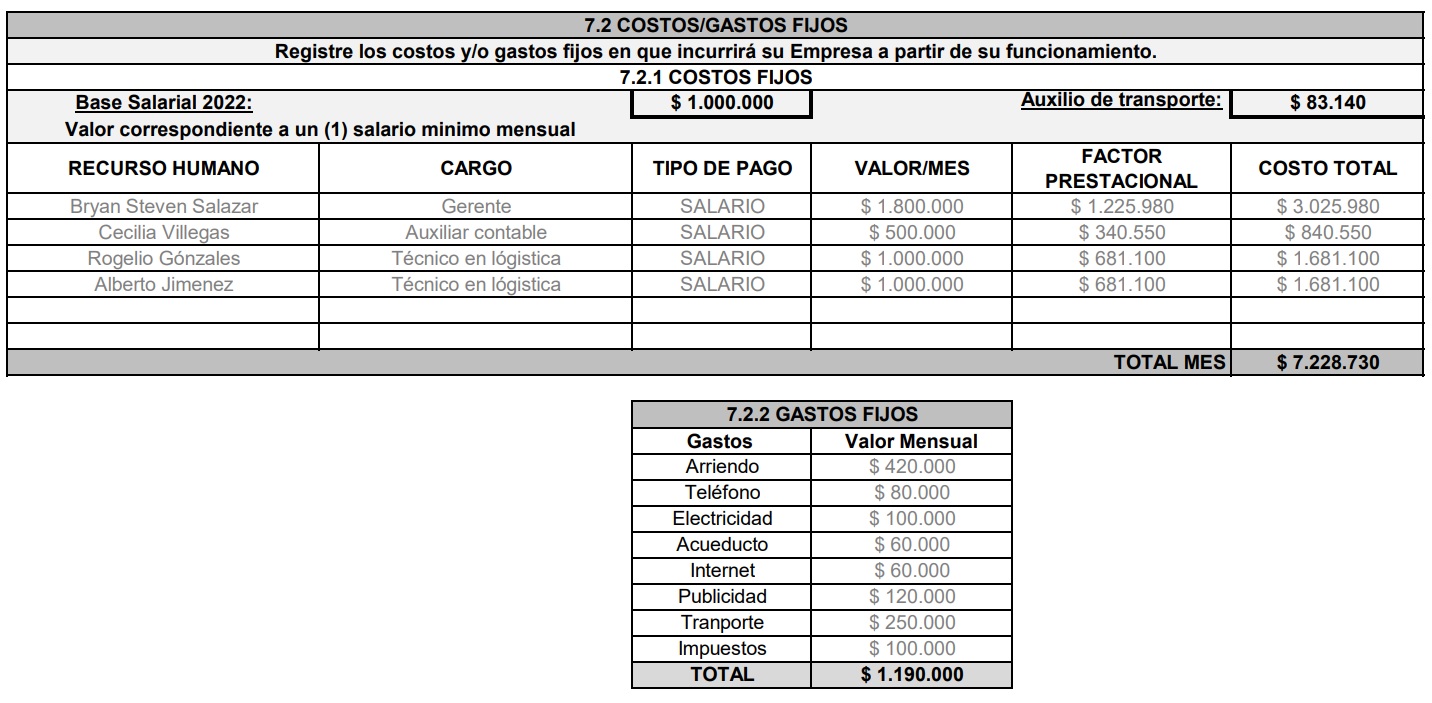 7.2 COSTOS/GASTOS FIJOS
Registre los costos y/o gastos fijos en que incurrirá su Empresa a partir de su funcionamiento.
7.2.1 COSTOS FIJOS
Base Salarial 2022: $ 1.000.000 Auxilio de transporte: $ 83.140
Valor correspondiente a un (1) salario minimo mensual
RECURSO HUMANO CARGO TIPO DE PAGO VALOR/MES FACTOR PRESTACIONAL COSTO TOTAL
Bryan Steven Salazar Gerente SALARIO $ 1.800.000 $ 1.225.980 $ 3.025.980
Cecilia Villegas Auxiliar contable SALARIO $ 500.000 $ 340.550 $ 840.550
Rogelio Gónzales Técnico en lógistica SALARIO $ 1.000.000 $ 681.100 $ 1.681.100
Alberto Jimenez Técnico en lógistica SALARIO $ 1.000.000 $ 681.100 $ 1.681.100
TOTAL MES $ 7.228.730
7.2.2 GASTOS FIJOS
Gastos Valor Mensual
Arriendo $ 420.000
Teléfono $ 80.000
Electricidad $ 100.000
Acueducto $ 60.000
Internet $ 60.000
Publicidad $ 120.000
Tranporte $ 250.000
Impuestos $ 100.000
TOTAL $ 1.190.000